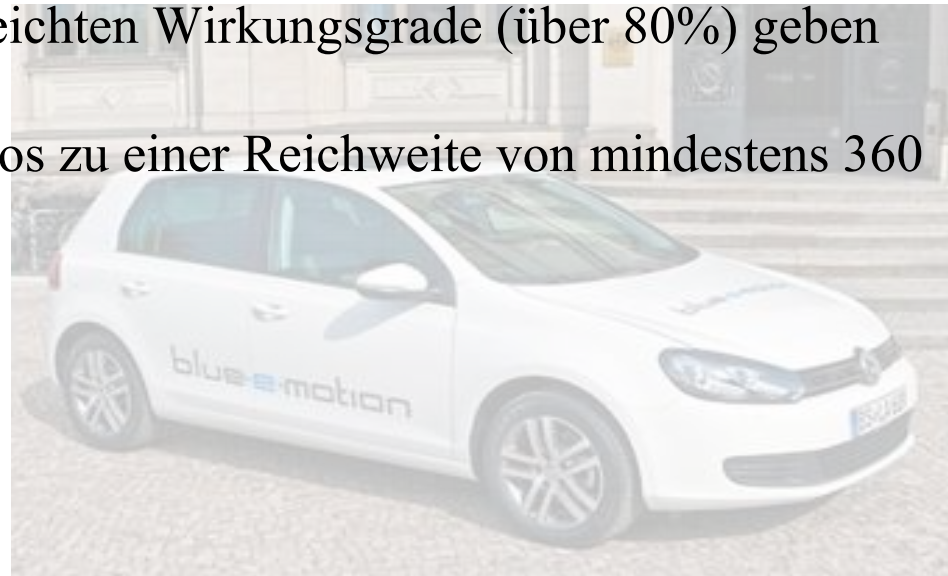 eichten Wirkungsgrade (über 80%) geben
os zu einer Reichweite von mindestens 360
blue-e-motion